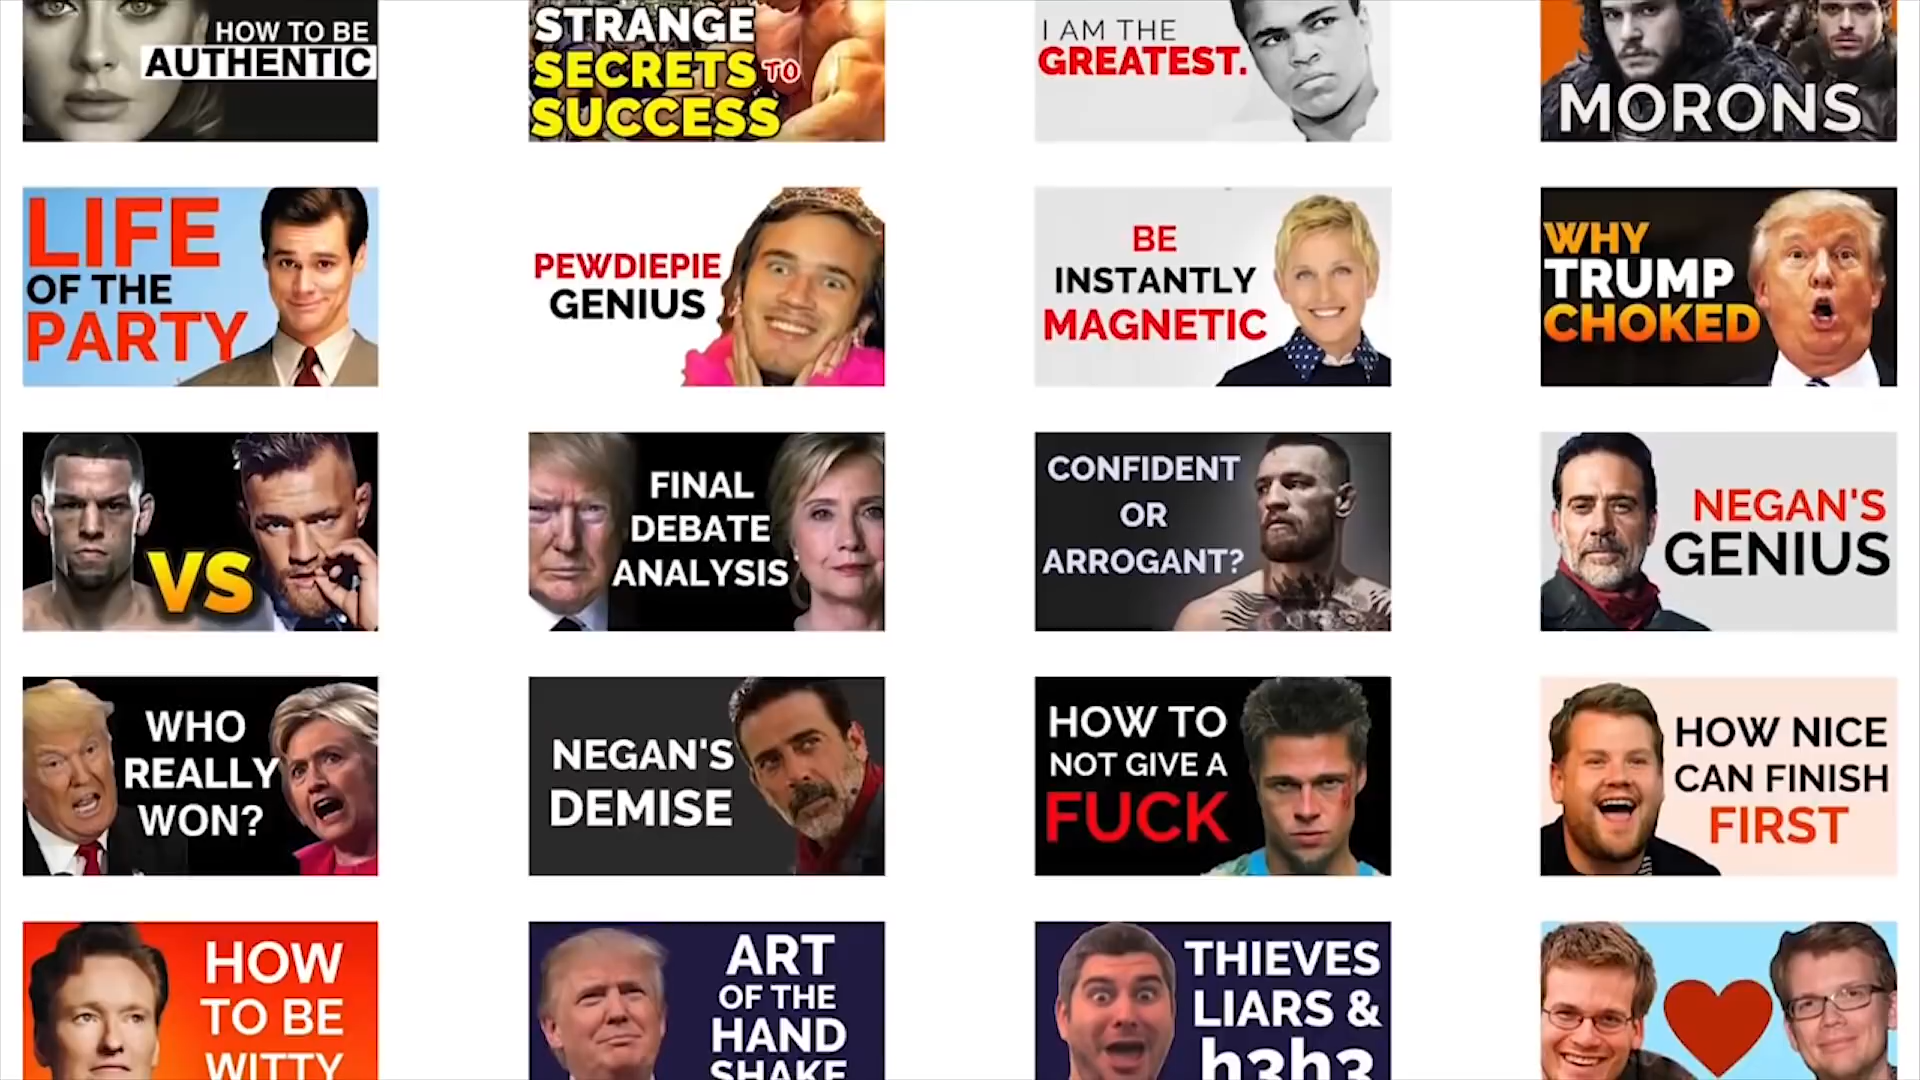 HOW TO BE
AUTHENTIC
STRANGE
SECRETS TO
SUCCESS
I AM THE
GREATEST.
MORONS
LIFE
OF THE
PARTY
PEWDIEPIE
GENIUS
BE
INSTANTLY
MAGNETIC
WHY
TRUMP
CHOKED
VS
FINAL
DEBATE
ANALYSIS
CONFIDENT
OR
ARROGANT?
NEGAN'S
GENIUS
WHO
REALLY
WON?
NEGAN'S
DEMISE
HOW TO
NOT GIVE A
FUCK
HOW NICE
CAN FINISH
FIRST
HOW
TO BE
WITTY
ART
OF THE
HAND
SHAKE
THIEVES
LIARS &
h3h3